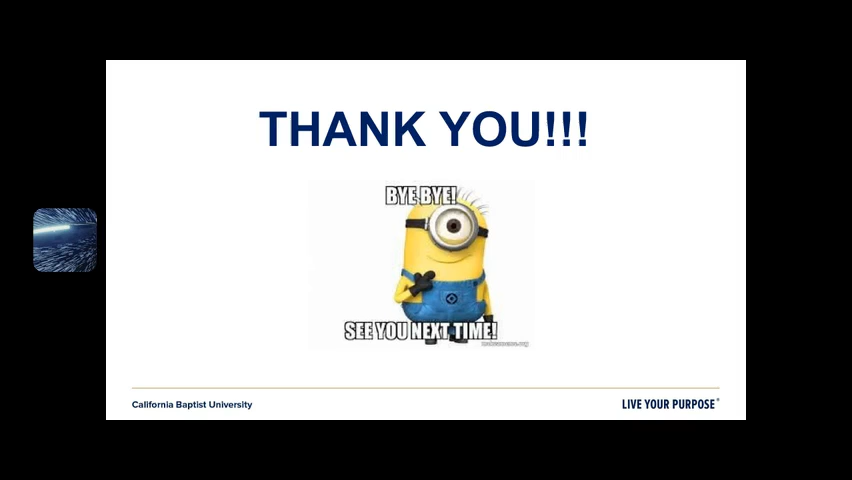 THANK YOU!!!
BYE BYE!
SEE YOU NEXT TIME!
California Baptist University
LIVE YOUR PURPOSE®